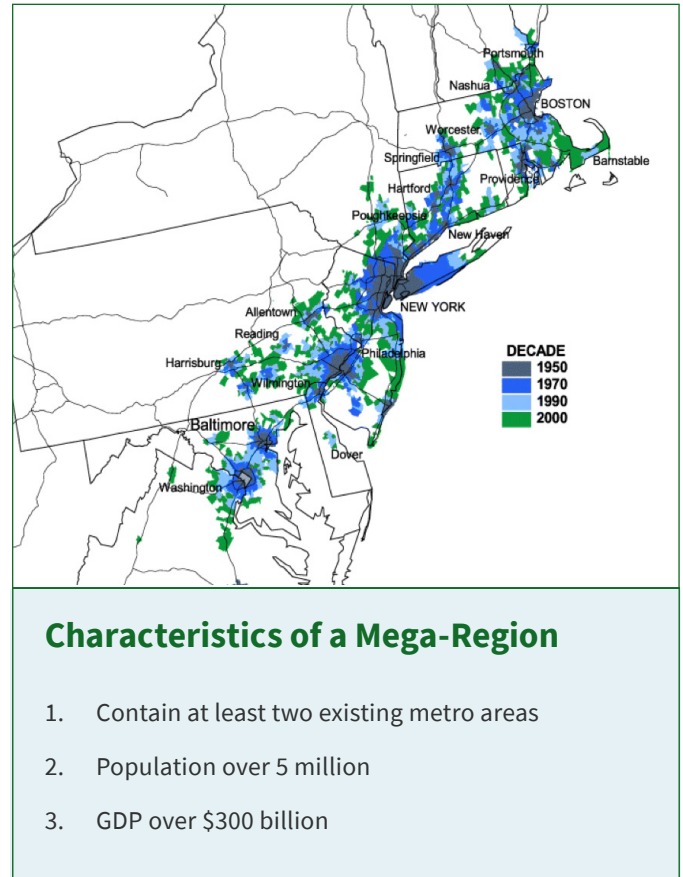 Portsmouth
Nashua
BOSTON
Worcester
Springfield
Barnstable
Providence
Hartford
Poughkeepsie
New Haven
NEW YORK
Allentown
Reading
Philadelphia
Harrisburg
Wilmington
DECADE
1950
1970
1990
2000
Baltimore
Dover
Washington
Characteristics of a Mega-Region
1. Contain at least two existing metro areas
2. Population over 5 million
3. GDP over $300 billion